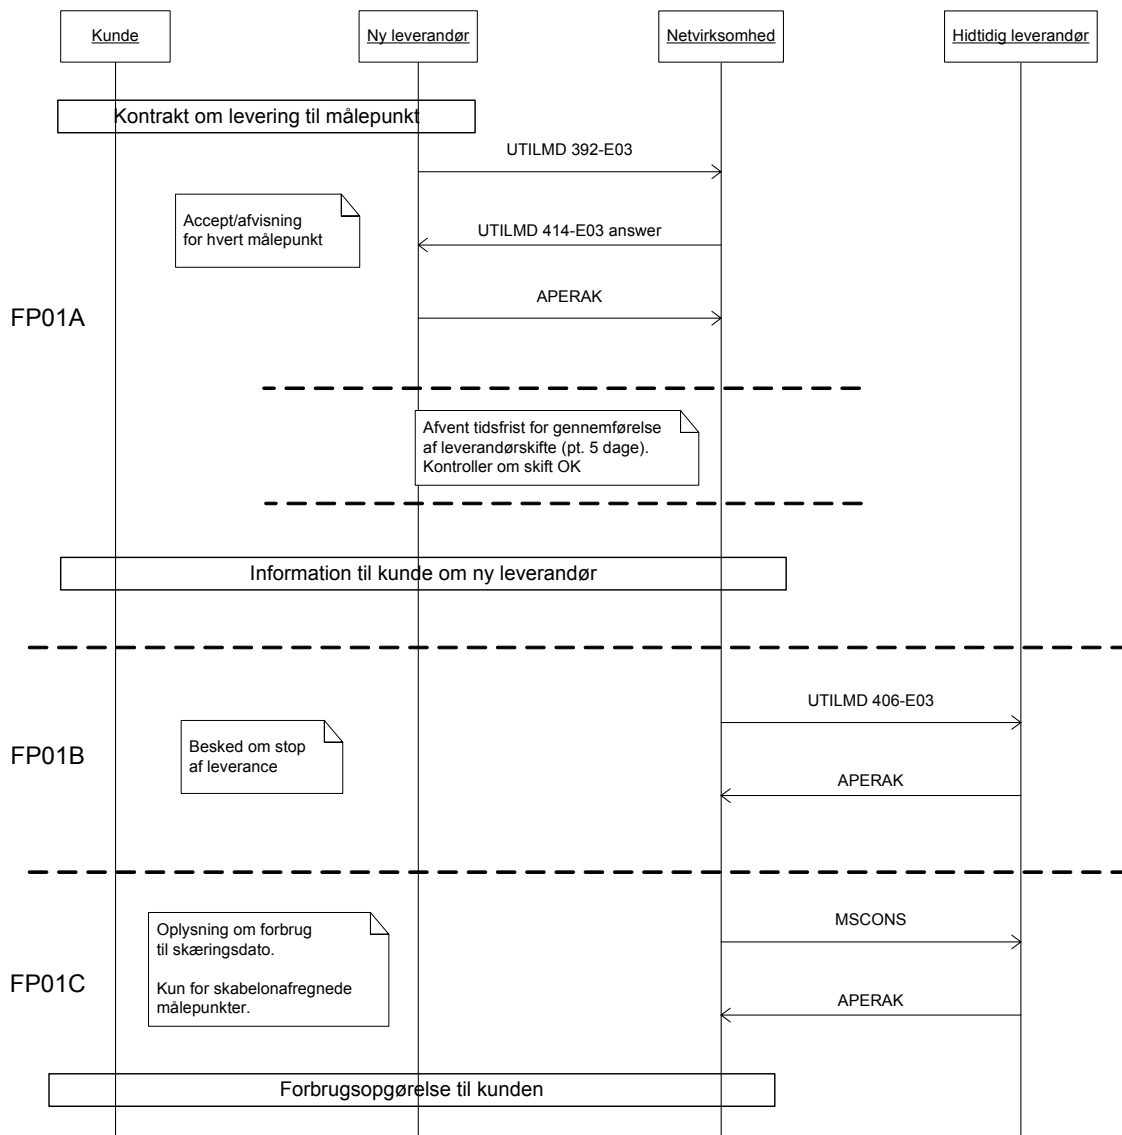 Kunde
Ny leverandør
Netvirksomhed
Hidtidig leverandør
Kontrakt om levering til målepunkt
UTILMD 392-E03
Accept/afvisning
for hvert målepunkt
UTILMD 414-E03 answer
APERAK
FP01A
Afvent tidsfrist for gennemførelse
af leverandørskifte (pt. 5 dage).
Kontroller om skift OK
Information til kunde om ny leverandør
UTILMD 406-E03
FP01B
Besked om stop
af leverance
APERAK
MSCONS
Oplysning om forbrug
til skæringsdato.
Kun for skabelonafregnede
målepunkter.
FP01C
APERAK
Forbrugsopgørelse til kunden